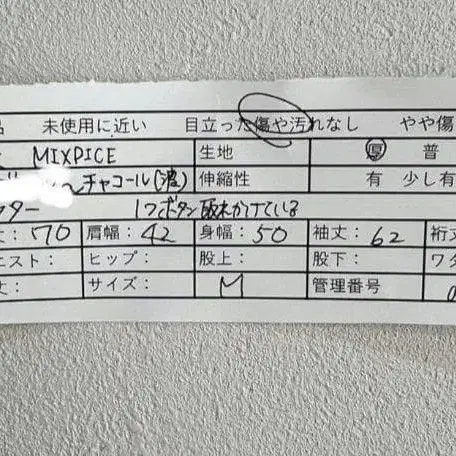 未使用に近い 目立った傷や汚れなし やや傷
MIXPICE 生地 厚 普
チャコール(濃) 伸縮性 有 少し有
ター 1つボタン取れかけている
丈:70 肩幅:42 身幅:50 袖丈:62 裄丈
エスト: ヒップ: 股上: 股下: ワタ
丈: サイズ: M 管理番号